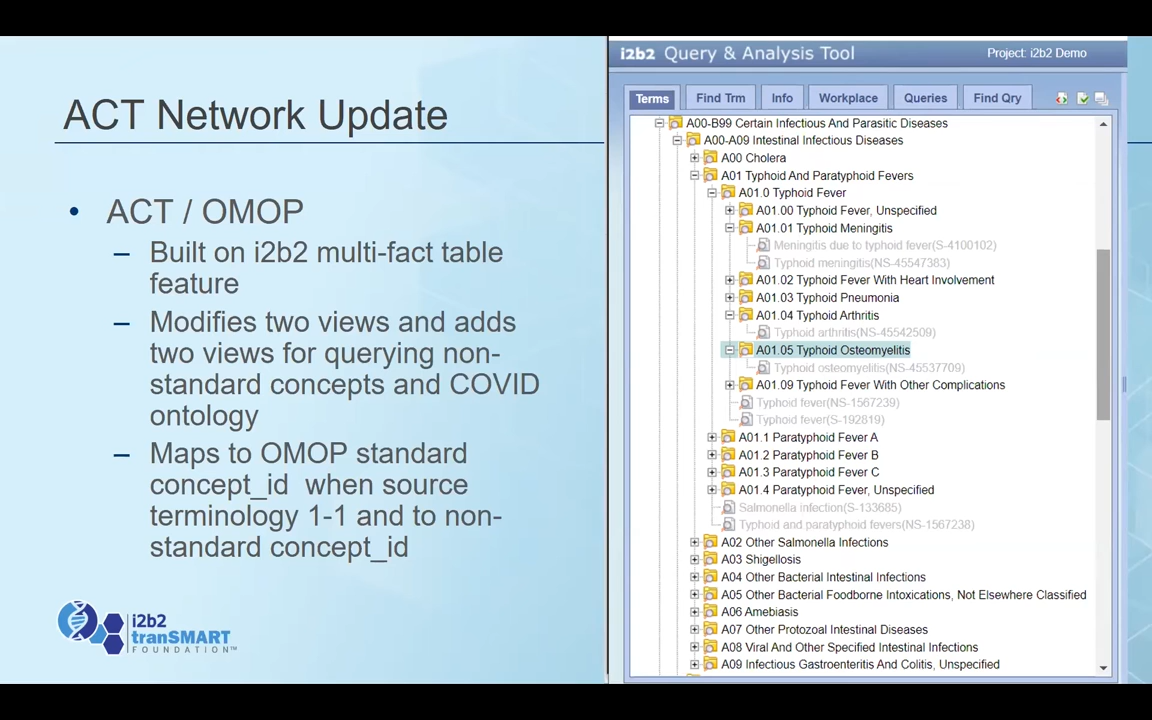 ACT Network Update
• ACT / OMOP
– Built on i2b2 multi-fact table
feature
– Modifies two views and adds
two views for querying non-
standard concepts and COVID
ontology
– Maps to OMOP standard
concept_id when source
terminology 1-1 and to non-
standard concept_id
i2b2
tranSMART
FOUNDATION™
i2b2 Query & Analysis Tool
Project: i2b2 Demo
Terms
Find Trm
Info
Workplace
Queries
Find Qry
A00-B99 Certain Infectious And Parasitic Diseases
A00-A09 Intestinal Infectious Diseases
A00 Cholera
A01 Typhoid And Paratyphoid Fevers
A01.0 Typhoid Fever
A01.00 Typhoid Fever, Unspecified
A01.01 Typhoid Meningitis
Meningitis due to typhoid fever(S-4100102)
Typhoid meningitis(NS-45547383)
A01.02 Typhoid Fever With Heart Involvement
A01.03 Typhoid Pneumonia
A01.04 Typhoid Arthritis
Typhoid arthritis(NS-45542509)
A01.05 Typhoid Osteomyelitis
Typhoid osteomyelitis(NS-45537709)
A01.09 Typhoid Fever With Other Complications
Typhoid fever(NS-1567239)
Typhoid fever(S-192819)
A01.1 Paratyphoid Fever A
A01.2 Paratyphoid Fever B
A01.3 Paratyphoid Fever C
A01.4 Paratyphoid Fever, Unspecified
Salmonella infection(S-133685)
Typhoid and paratyphoid fevers(NS-1567238)
A02 Other Salmonella Infections
A03 Shigellosis
A04 Other Bacterial Intestinal Infections
A05 Other Bacterial Foodborne Intoxications, Not Elsewhere Classified
A06 Amebiasis
A07 Other Protozoal Intestinal Diseases
A08 Viral And Other Specified Intestinal Infections
A09 Infectious Gastroenteritis And Colitis, Unspecified